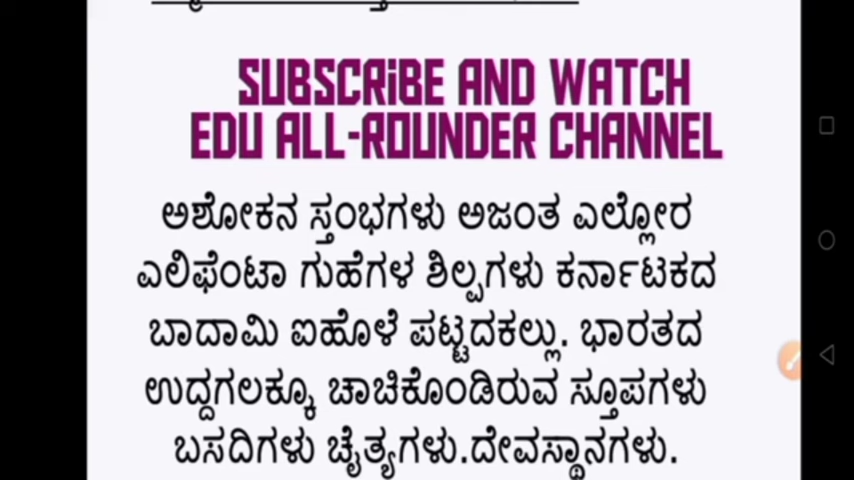 SUBSCRiBE AND WATCH
EDU ALL-ROUNDER CHANNEL
ಅಶೋಕನ ಸ್ತಂಭಗಳು ಅಜಂತ ಎಲ್ಲೋರ
ಎಲಿಫೆಂಟಾ ಗುಹೆಗಳ ಶಿಲ್ಪಗಳು ಕರ್ನಾಟಕದ
ಬಾದಾಮಿ ಐಹೊಳೆ ಪಟ್ಟದಕಲ್ಲು. ಭಾರತದ
ಉದ್ದಗಲಕ್ಕೂ ಚಾಚಿಕೊಂಡಿರುವ ಸ್ತೂಪಗಳು
ಬಸದಿಗಳು ಚೈತ್ಯಗಳು.ದೇವಸ್ಥಾನಗಳು.